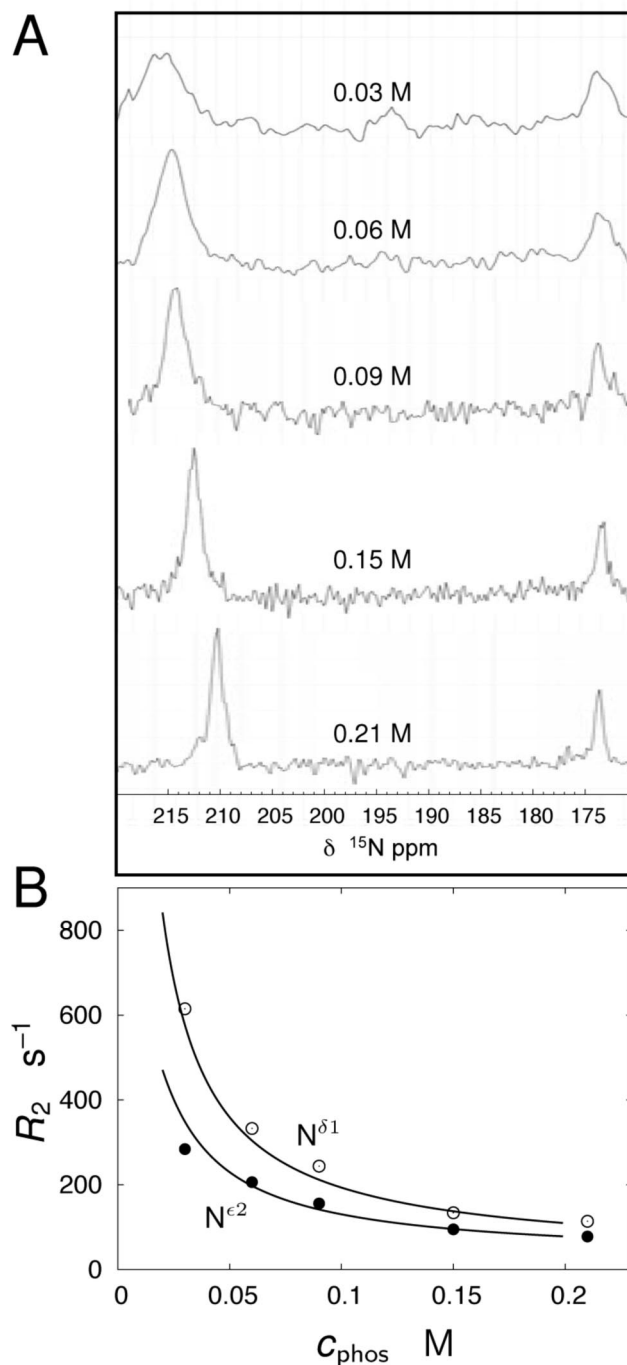 A
0.03 M
0.06 M
0.09 M
0.15 M
0.21 M
215 210 205 200 195 190 185 180 175
δ ¹⁵N ppm
B
800
600
400
200
0
R₂ s⁻¹
N^δ1
N^ϵ2
0 0.05 0.1 0.15 0.2
c_phos M